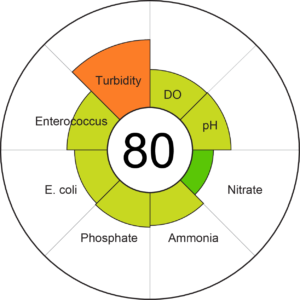 Turbidity
DO
Enterococcus
pH
80
E. coli
Nitrate
Phosphate
Ammonia